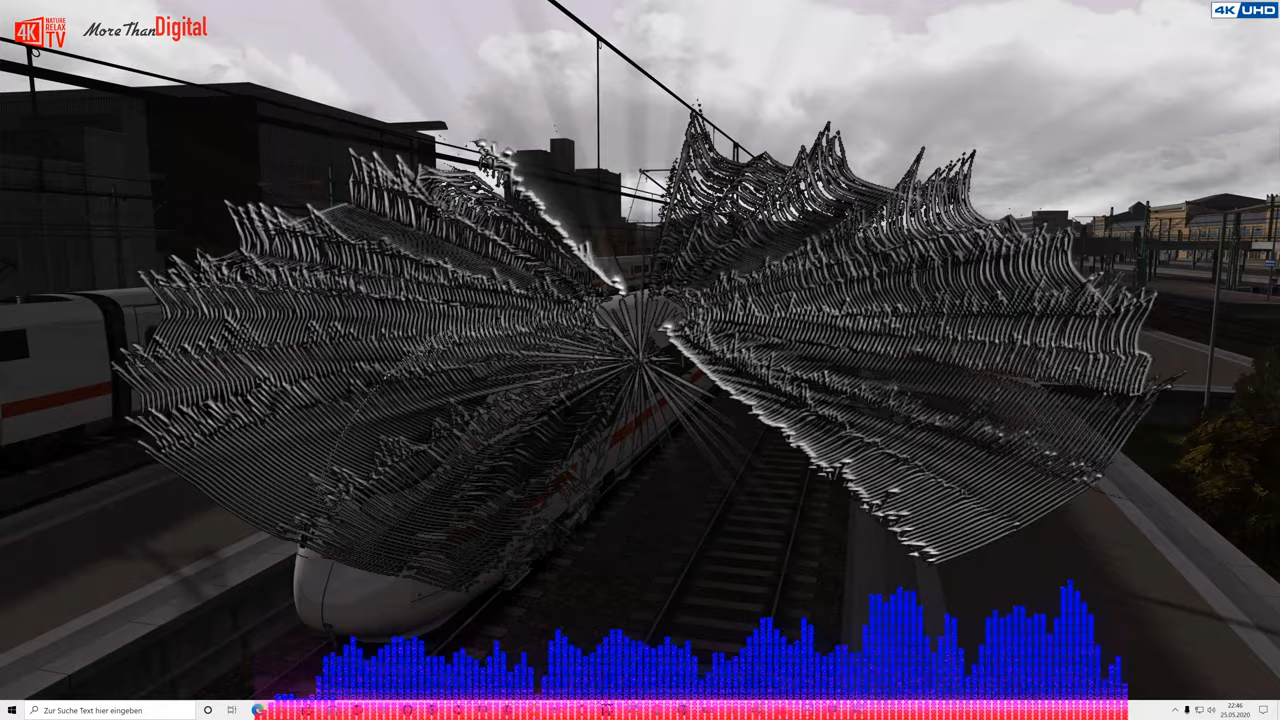 4K
NATURE
RELAX
TV
More Than Digital
4K UHD
Zur Suche Text hier eingeben
22:46
25.05.2020